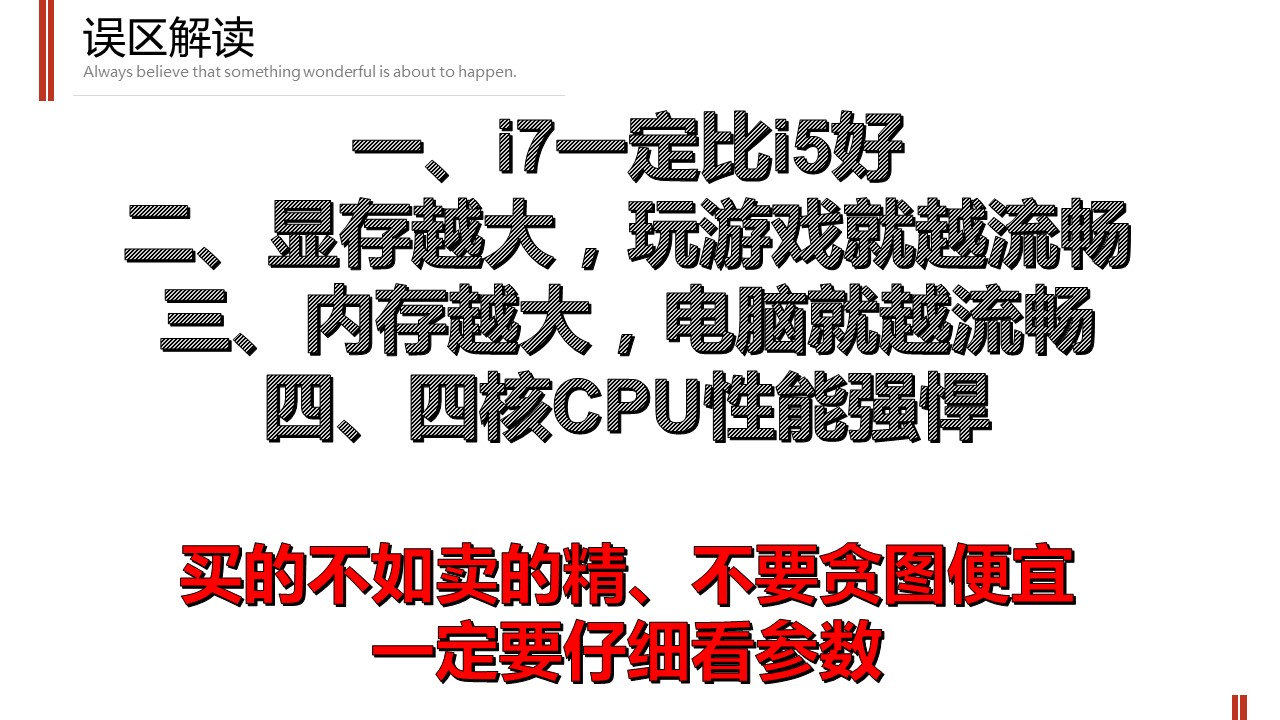 误区解读
Always believe that something wonderful is about to happen.
一、i7一定比i5好
二、显存越大，玩游戏就越流畅
三、内存越大，电脑就越流畅
四、四核CPU性能强悍
买的不如卖的精、不要贪图便宜
一定要仔细看参数